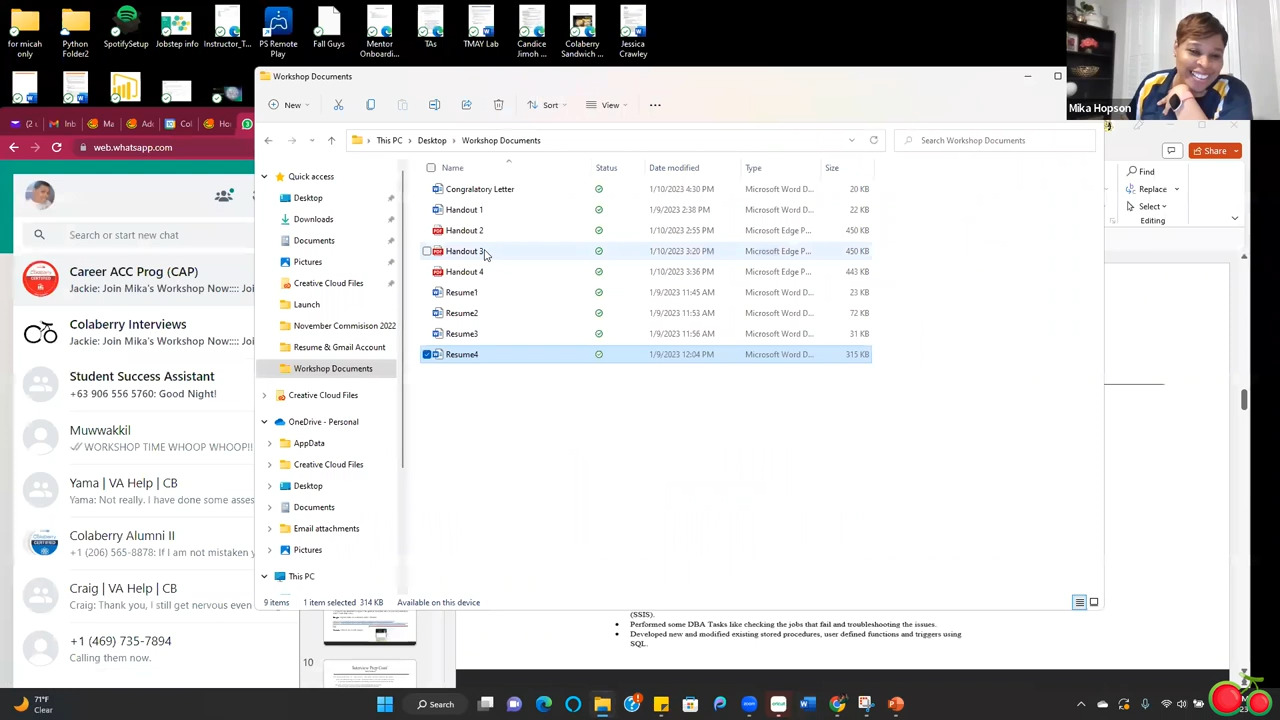 for micah only
Python Folder2
SpotifySetup
Jobstep info
Instructor_T...
PS Remote Play
Fall Guys
Mentor Onboardi...
TAs
TMAY Lab
Candice Jimoh ...
Colaberry Sandwich ...
Jessica Crawley
Mika Hopson
Workshop Documents
New
Sort
View
This PC
Desktop
Workshop Documents
Search Workshop Documents
Name
Status
Date modified
Type
Size
Congralatory Letter 1/10/2023 4:30 PM Microsoft Word D... 20 KB
Handout 1 1/9/2023 2:38 PM Microsoft Word D... 22 KB
Handout 2 1/10/2023 2:55 PM Microsoft Edge P... 450 KB
Handout 3 1/10/2023 3:20 PM Microsoft Edge P... 450 KB
Handout 4 1/10/2023 3:36 PM Microsoft Edge P... 443 KB
Resume1 1/9/2023 11:45 AM Microsoft Word D... 23 KB
Resume2 1/9/2023 11:53 AM Microsoft Word D... 72 KB
Resume3 1/9/2023 11:56 AM Microsoft Word D... 31 KB
Resume4 1/9/2023 12:04 PM Microsoft Word D... 315 KB
Quick access
Desktop
Downloads
Documents
Pictures
Creative Cloud Files
Launch
November Commisison 2022
Resume & Gmail Account
Workshop Documents
Creative Cloud Files
OneDrive - Personal
AppData
Creative Cloud Files
Desktop
Documents
Email attachments
Pictures
This PC
9 items
1 item selected 314 KB
Available on this device
web.whatsapp.com
Search or start new chat
Career ACC Prog (CAP)
Jackie: Join Mika's Workshop Now:::: J
Colaberry Interviews
Jackie: Join Mika's Workshop Now:::: J
Student Success Assistant
+63 906 556 5760: Good Night!
Muwwakkil
WORKSHOP TIME WHOOP WHOOP!!
Yama | VA Help | CB
Yama: Not really. I have done some asses
Colaberry Alumni II
+1 (206) 565-8878: If I am not mistaken y
Craig | VA Help | CB
Craig: Thank you, I still get nervous even
+1 (469) 735-7894
Calling them now.
Share
Find
Replace
Select
Editing
(SSIS).
Performed some DBA Tasks like checking the jobs that fail and troubleshooting the issues.
Developed new and modified existing stored procedures, user defined functions and triggers using
SQL.
10
71°F
Clear
Search